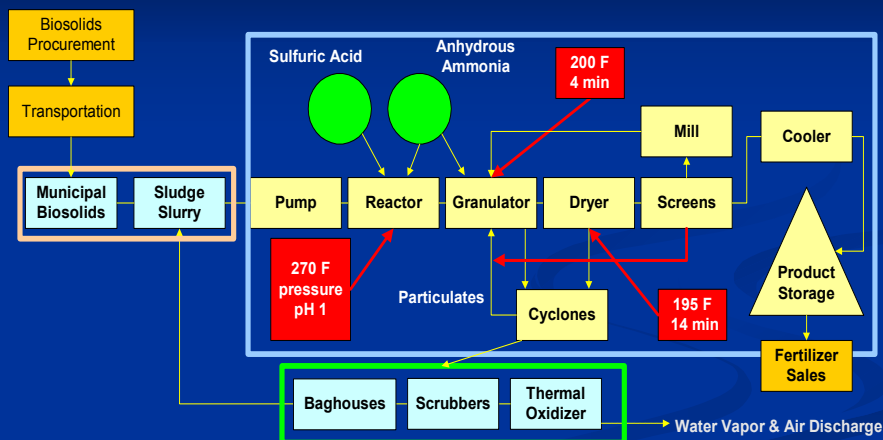 Biosolids
Procurement
Transportation
Municipal
Biosolids
Sludge
Slurry
Sulfuric Acid
Anhydrous
Ammonia
200 F
4 min
Mill
Cooler
Pump
Reactor
Granulator
Dryer
Screens
270 F
pressure
pH 1
Particulates
Cyclones
195 F
14 min
Product
Storage
Fertilizer
Sales
Baghouses
Scrubbers
Thermal
Oxidizer
Water Vapor & Air Discharge